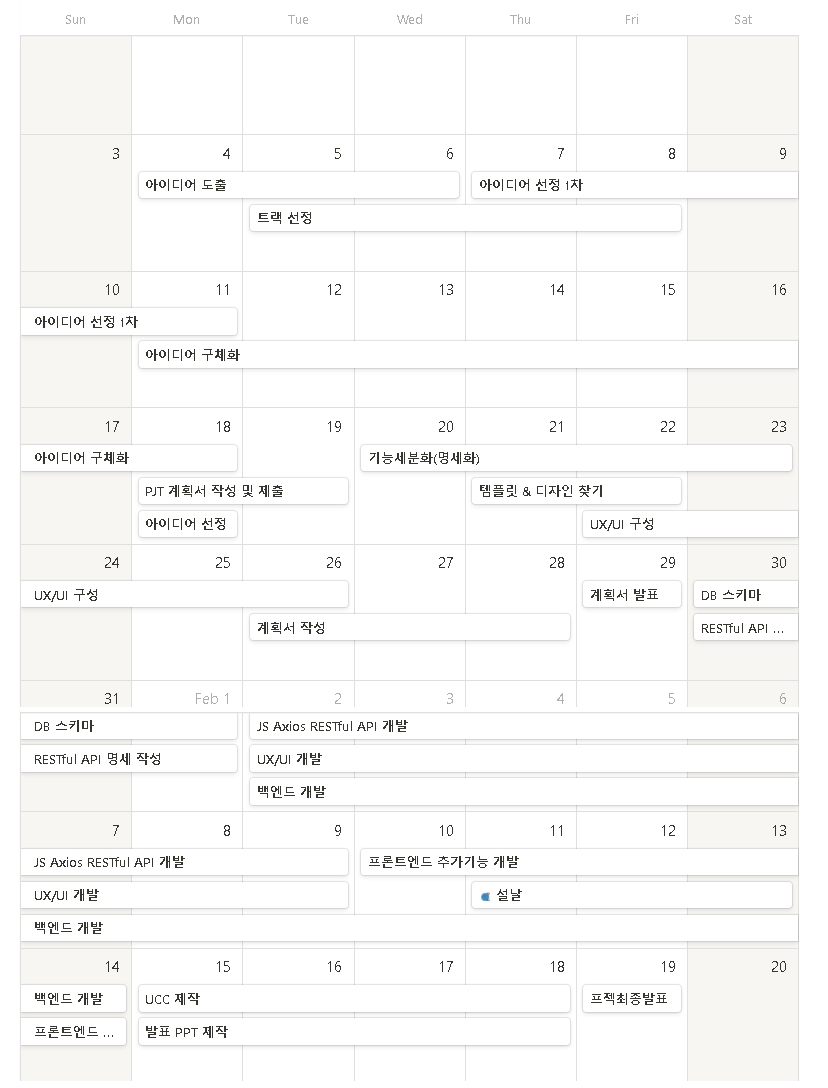 Sun Mon Tue Wed Thu Fri Sat
3 4 5 6 7 8 9
아이디어 도출 아이디어 선정 1차
트랙 선정
10 11 12 13 14 15 16
아이디어 선정 1차
아이디어 구체화
17 18 19 20 21 22 23
아이디어 구체화 기능세분화(명세화)
PJT 계획서 작성 및 제출 템플릿 & 디자인 찾기
아이디어 선정 UX/UI 구성
24 25 26 27 28 29 30
UX/UI 구성 계획서 발표 DB 스키마
계획서 작성 RESTful API ...
31 Feb 1 2 3 4 5 6
DB 스키마 JS Axios RESTful API 개발
RESTful API 명세 작성 UX/UI 개발
백엔드 개발
7 8 9 10 11 12 13
JS Axios RESTful API 개발 프론트엔드 추가기능 개발
UX/UI 개발 설날
백엔드 개발
14 15 16 17 18 19 20
백엔드 개발 UCC 제작 프젝최종발표
프론트엔드 ... 발표 PPT 제작